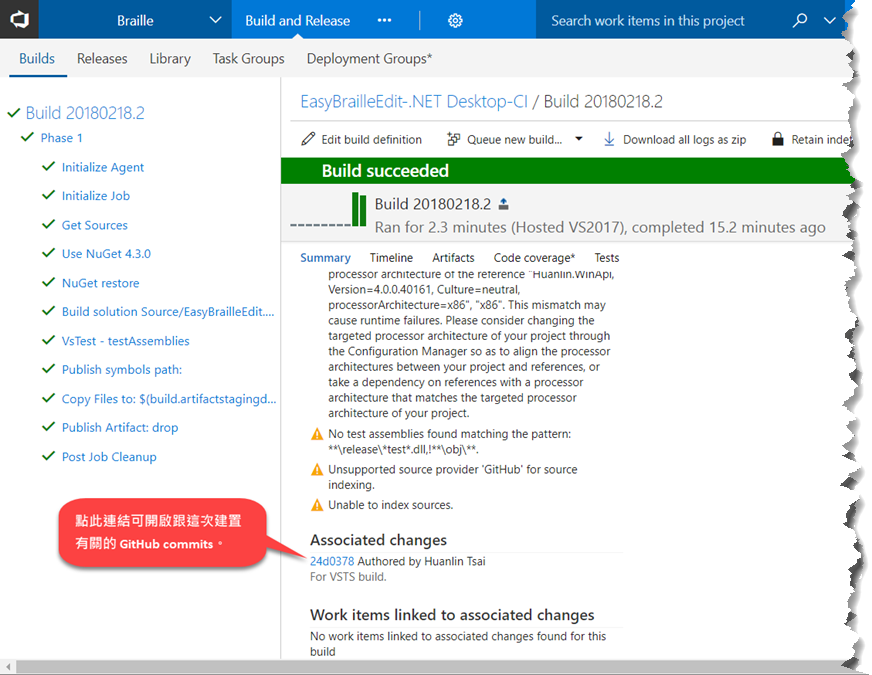 Braille
Build and Release
Search work items in this project
Builds
Releases
Library
Task Groups
Deployment Groups*
Build 20180218.2
Phase 1
Initialize Agent
Initialize Job
Get Sources
Use NuGet 4.3.0
NuGet restore
Build solution Source/EasyBrailleEdit....
VsTest - testAssemblies
Publish symbols path:
Copy Files to: $(build.artifactstagingd...
Publish Artifact: drop
Post Job Cleanup
點此連結可開啟跟這次建置
有關的 GitHub commits。
EasyBrailleEdit-.NET Desktop-CI / Build 20180218.2
Edit build definition
Queue new build...
Download all logs as zip
Retain inde
Build succeeded
Build 20180218.2
Ran for 2.3 minutes (Hosted VS2017), completed 15.2 minutes ago
Summary
Timeline
Artifacts
Code coverage*
Tests
processor architecture of the reference "Huanlin.WinApi,
Version=4.0.0.40161, Culture=neutral,
processorArchitecture=x86", "x86". This mismatch may
cause runtime failures. Please consider changing the
targeted processor architecture of your project through
the Configuration Manager so as to align the processor
architectures between your project and references, or
take a dependency on references with a processor
architecture that matches the targeted processor
architecture of your project.
No test assemblies found matching the pattern:
**\release\*test*.dll,!**\obj\**.
Unsupported source provider 'GitHub' for source
indexing.
Unable to index sources.
Associated changes
24d0378 Authored by Huanlin Tsai
For VSTS build.
Work items linked to associated changes
No work items linked to associated changes found for this
build